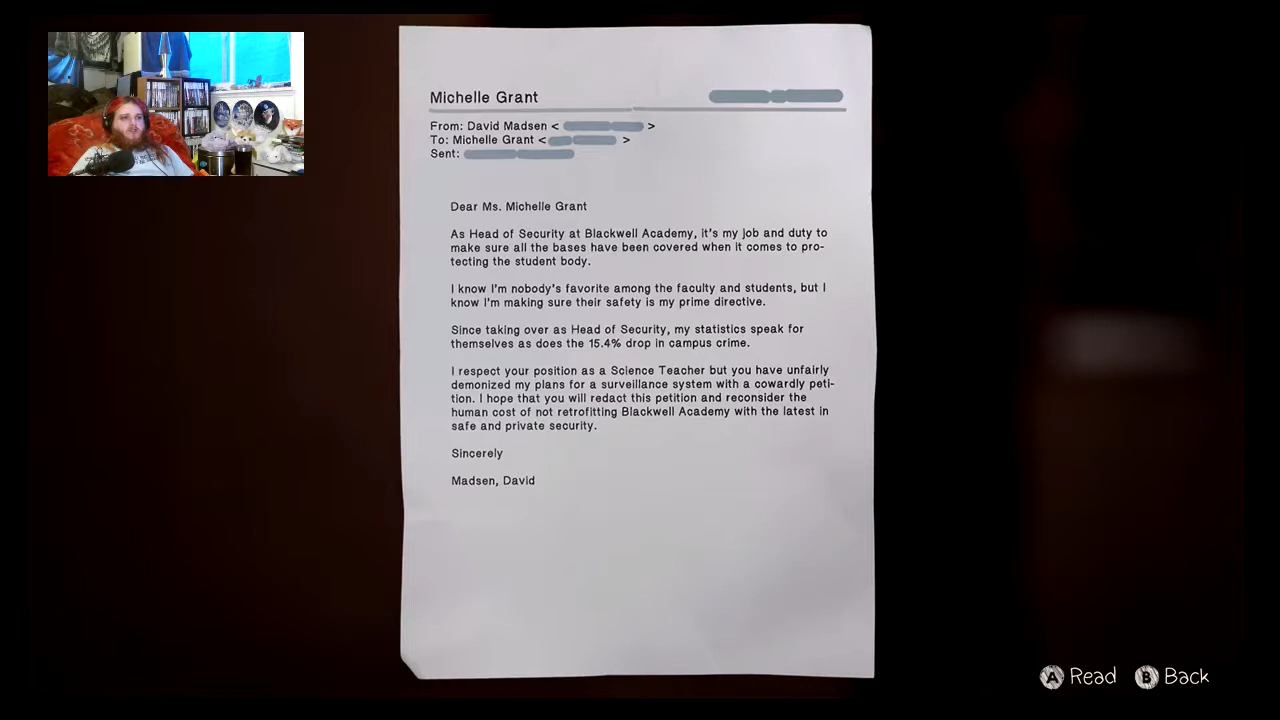 Michelle Grant
From: David Madsen < >
To: Michelle Grant < >
Sent:
Dear Ms. Michelle Grant
As Head of Security at Blackwell Academy, it's my job and duty to
make sure all the bases have been covered when it comes to pro-
tecting the student body.
I know I'm nobody's favorite among the faculty and students, but I
know I'm making sure their safety is my prime directive.
Since taking over as Head of Security, my statistics speak for
themselves as does the 15.4% drop in campus crime.
I respect your position as a Science Teacher but you have unfairly
demonized my plans for a surveillance system with a cowardly peti-
tion. I hope that you will redact this petition and reconsider the
human cost of not retrofitting Blackwell Academy with the latest in
safe and private security.
Sincerely
Madsen, David
A Read B Back